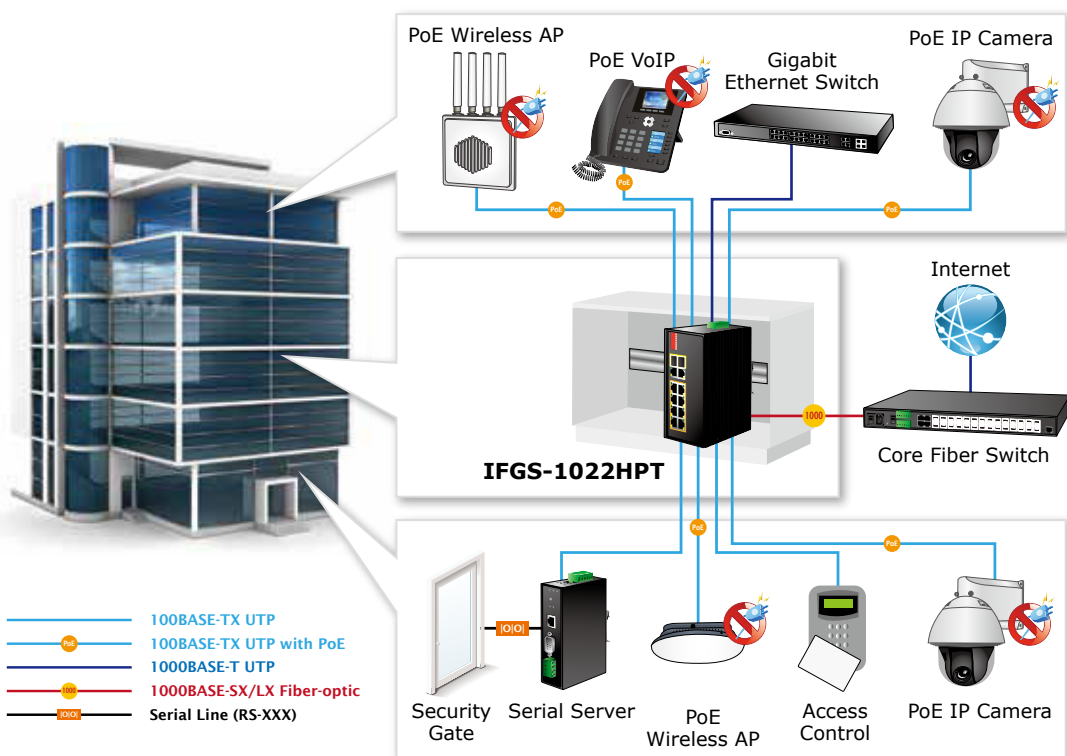 PoE Wireless AP
PoE VoIP
Gigabit
Ethernet Switch
PoE IP Camera
PoE
PoE
PoE
Internet
1000
IFGS-1022HPT
Core Fiber Switch
PoE
PoE
|O|O|
Security
Gate
Serial Server
PoE
Wireless AP
Access
Control
PoE IP Camera
100BASE-TX UTP
PoE
100BASE-TX UTP with PoE
1000BASE-T UTP
1000
1000BASE-SX/LX Fiber-optic
|O|O|
Serial Line (RS-XXX)